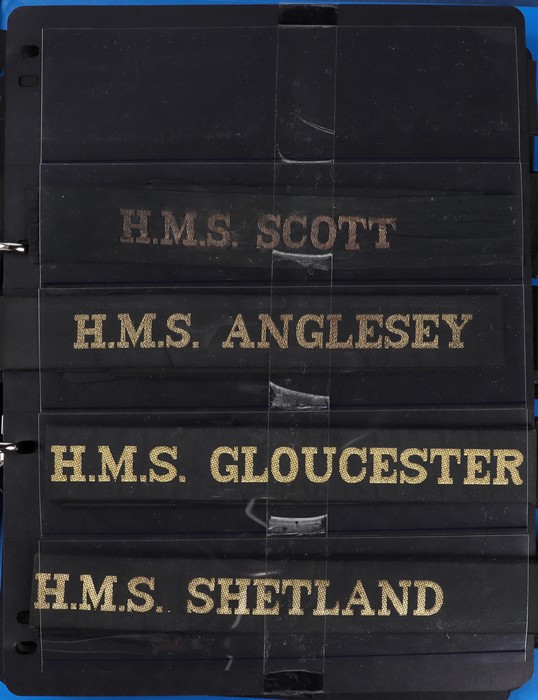 H.M.S. SCOTT
H.M.S. ANGLESEY
H.M.S. GLOUCESTER
H.M.S. SHETLAND